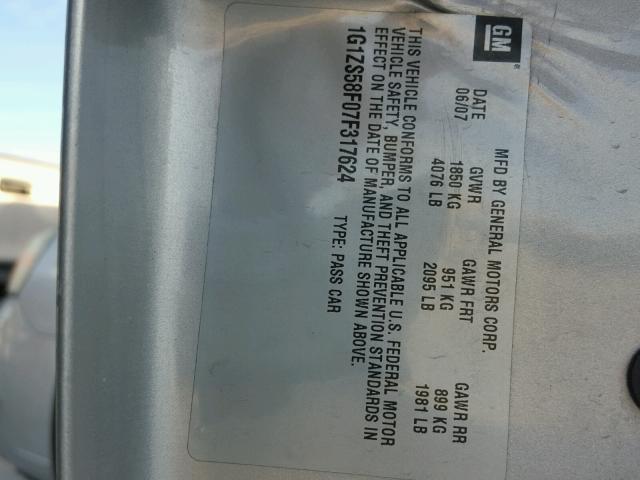 GM
MFD BY GENERAL MOTORS CORP.
DATE GVWR GAWR FRT GAWR RR
06/07 1850 KG 951 KG 899 KG
4076 LB 2095 LB 1981 LB
THIS VEHICLE CONFORMS TO ALL APPLICABLE U.S. FEDERAL MOTOR
VEHICLE SAFETY, BUMPER, AND THEFT PREVENTION STANDARDS IN
EFFECT ON THE DATE OF MANUFACTURE SHOWN ABOVE.
1G1ZS58F07F317624 TYPE: PASS CAR